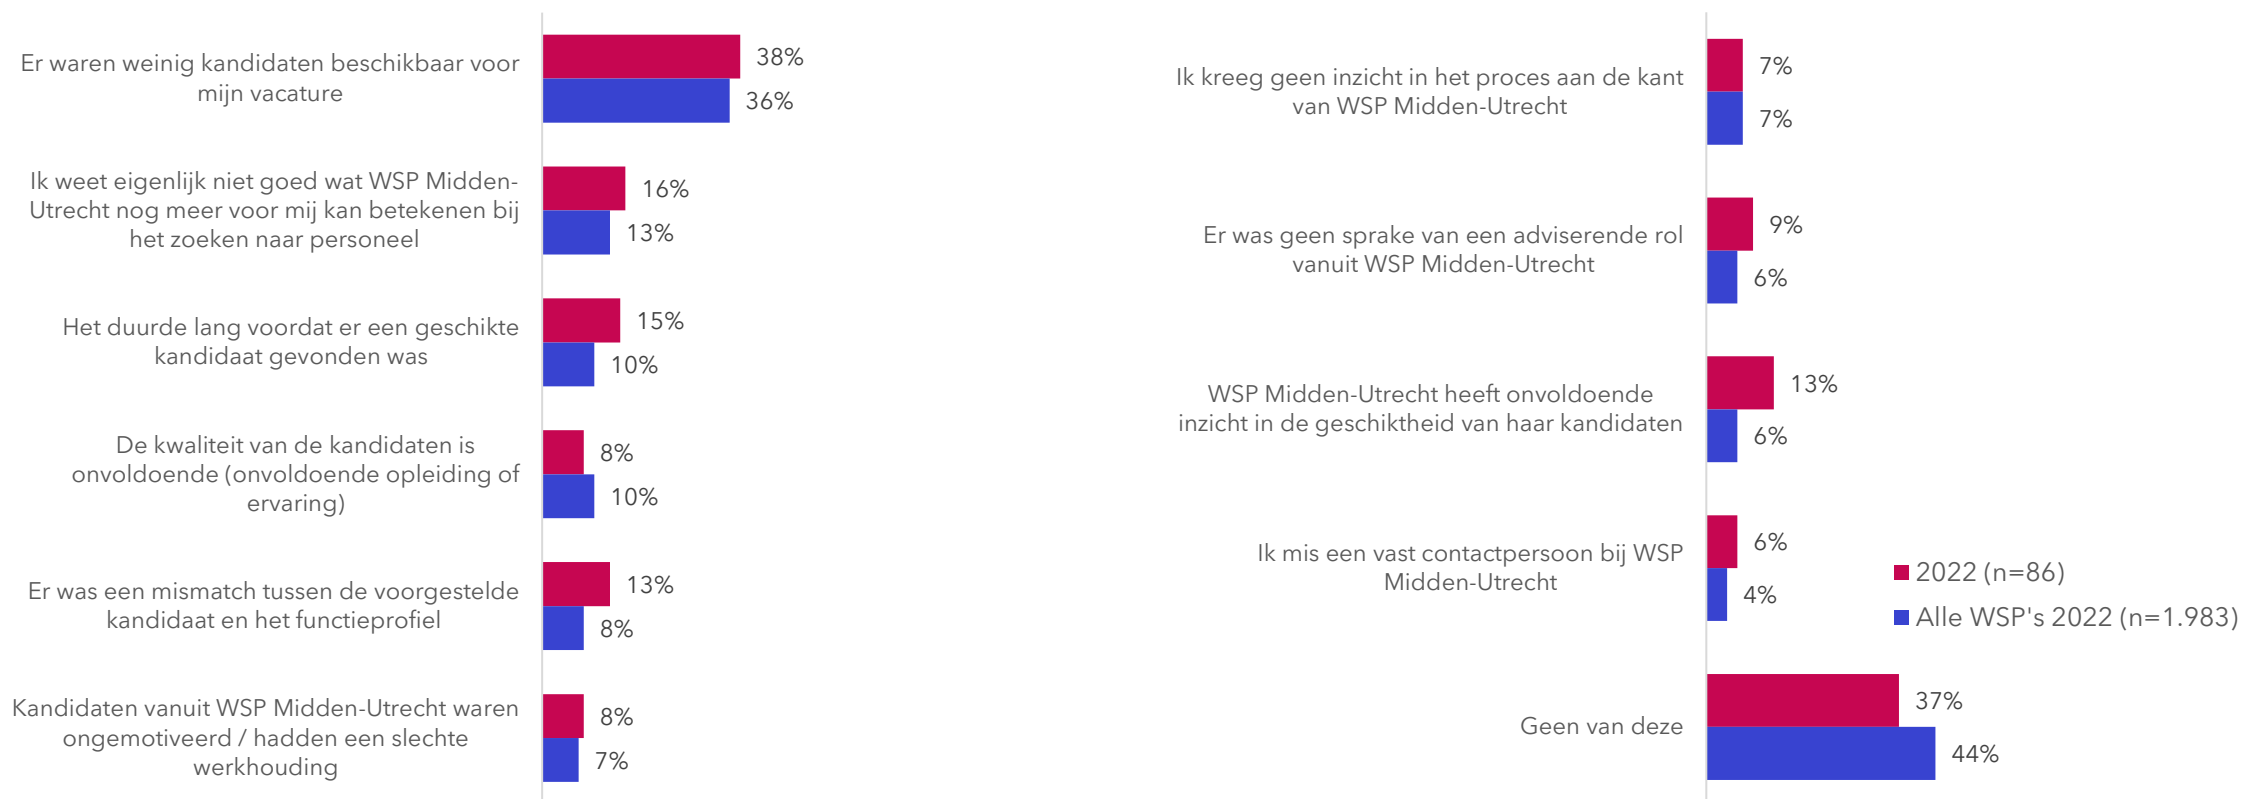 Er waren weinig kandidaten beschikbaar voor
mijn vacature
38%
36%
Ik weet eigenlijk niet goed wat WSP Midden-
Utrecht nog meer voor mij kan betekenen bij
het zoeken naar personeel
16%
13%
Het duurde lang voordat er een geschikte
kandidaat gevonden was
15%
10%
De kwaliteit van de kandidaten is
onvoldoende (onvoldoende opleiding of
ervaring)
8%
10%
Er was een mismatch tussen de voorgestelde
kandidaat en het functieprofiel
13%
8%
Kandidaten vanuit WSP Midden-Utrecht waren
ongemotiveerd / hadden een slechte
werkhouding
8%
7%
Ik kreeg geen inzicht in het proces aan de kant
van WSP Midden-Utrecht
7%
7%
Er was geen sprake van een adviserende rol
vanuit WSP Midden-Utrecht
9%
6%
WSP Midden-Utrecht heeft onvoldoende
inzicht in de geschiktheid van haar kandidaten
13%
6%
Ik mis een vast contactpersoon bij WSP
Midden-Utrecht
6%
4%
Geen van deze
37%
44%
2022 (n=86)
Alle WSP's 2022 (n=1.983)